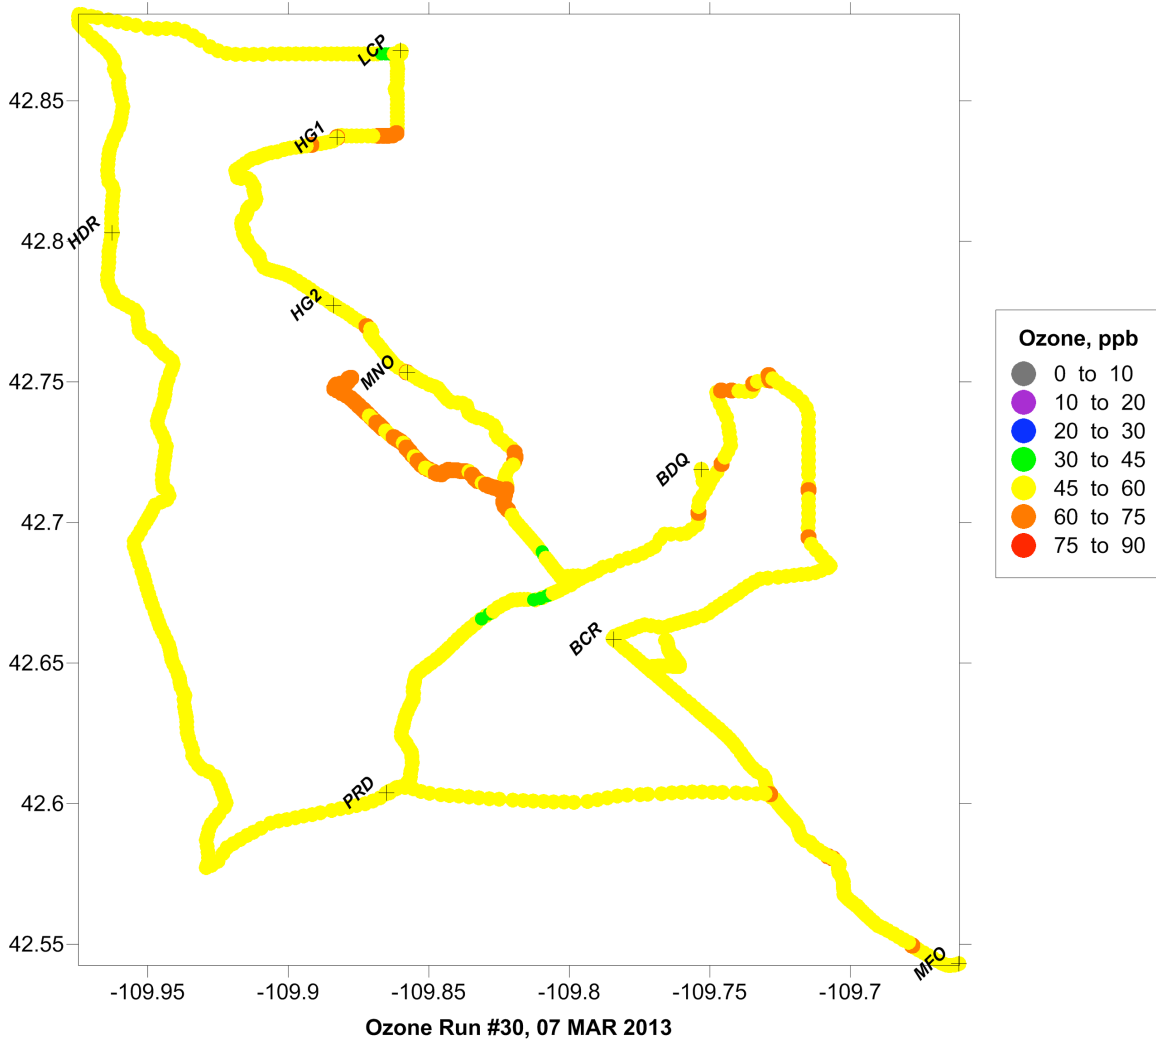 LCP
42.85
HG1
HDR
42.8
HG2
MNO
42.75
BDQ
42.7
BCR
42.65
PRD
42.6
42.55
MFO
-109.95
-109.9
-109.85
-109.8
-109.75
-109.7
Ozone Run #30, 07 MAR 2013
Ozone, ppb
0 to 10
10 to 20
20 to 30
30 to 45
45 to 60
60 to 75
75 to 90